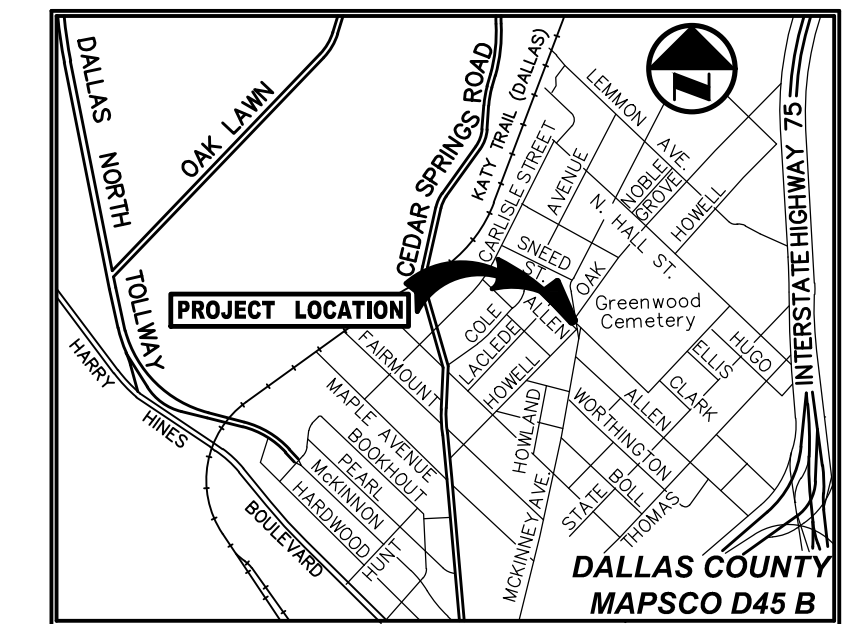 DALLAS NORTH TOLLWAY
OAK LAWN
CEDAR SPRINGS ROAD
KATY TRAIL (DALLAS)
CARLISLE STREET
LEMMON AVE.
AVENUE
NOBLE
GROVE
HOWELL
N. HALL ST.
INTERSTATE HIGHWAY 75
N
SNEED
ST.
OAK
ALLEN
PROJECT LOCATION
Greenwood
Cemetery
COLE
LACLEDE
HOWELL
HARRY HINES BOULEVARD
FAIRMOUNT
MAPLE AVENUE
BOOKHOUT
PEARL
McKINNON
HARDWOOD
HUNT
HOWLAND
MCKINNEY AVE.
WORTHINGTON
ALLEN
ELLIS
CLARK
HUGO
BOLL
STATE
THOMAS
DALLAS COUNTY
MAPSCO D45 B